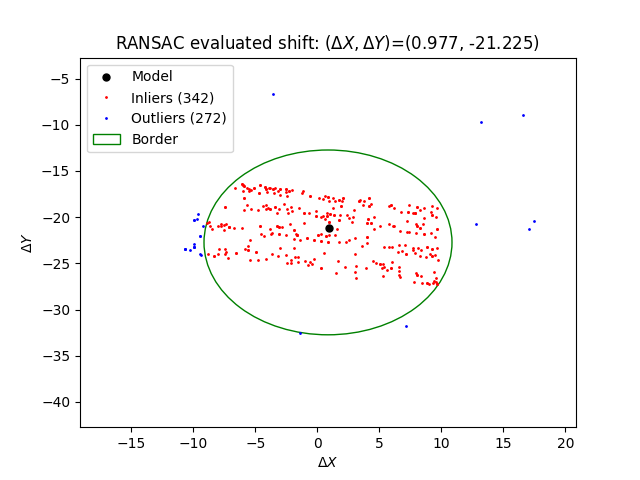 RANSAC evaluated shift: (ΔX, ΔY)=(0.977, -21.225)
Model
Inliers (342)
Outliers (272)
Border
ΔY
−5
−10
−15
−20
−25
−30
−35
−40
−15
−10
−5
0
5
10
15
20
ΔX